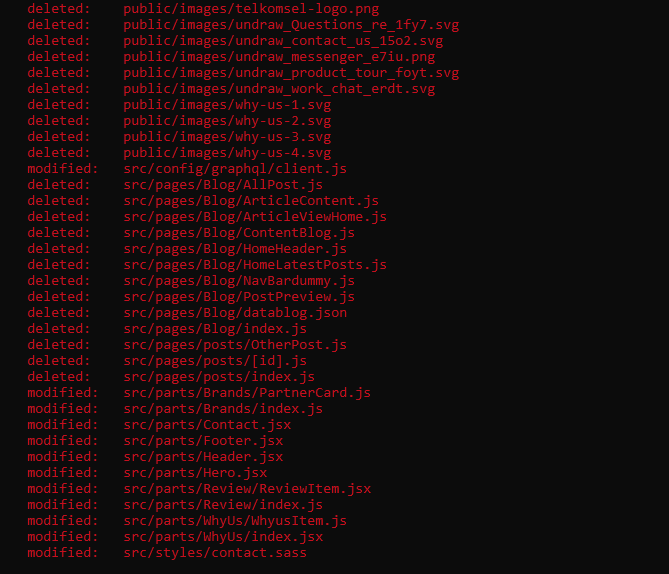 deleted:    public/images/telkomsel-logo.png
deleted:    public/images/undraw_Questions_re_1fy7.svg
deleted:    public/images/undraw_contact_us_15o2.svg
deleted:    public/images/undraw_messenger_e7iu.png
deleted:    public/images/undraw_product_tour_foyt.svg
deleted:    public/images/undraw_work_chat_erdt.svg
deleted:    public/images/why-us-1.svg
deleted:    public/images/why-us-2.svg
deleted:    public/images/why-us-3.svg
deleted:    public/images/why-us-4.svg
modified:   src/config/graphql/client.js
deleted:    src/pages/Blog/AllPost.js
deleted:    src/pages/Blog/ArticleContent.js
deleted:    src/pages/Blog/ArticleViewHome.js
deleted:    src/pages/Blog/ContentBlog.js
deleted:    src/pages/Blog/HomeHeader.js
deleted:    src/pages/Blog/HomeLatestPosts.js
deleted:    src/pages/Blog/NavBardummy.js
deleted:    src/pages/Blog/PostPreview.js
deleted:    src/pages/Blog/datablog.json
deleted:    src/pages/Blog/index.js
deleted:    src/pages/posts/OtherPost.js
deleted:    src/pages/posts/[id].js
deleted:    src/pages/posts/index.js
modified:   src/parts/Brands/PartnerCard.js
modified:   src/parts/Brands/index.js
modified:   src/parts/Contact.jsx
modified:   src/parts/Footer.jsx
modified:   src/parts/Header.jsx
modified:   src/parts/Hero.jsx
modified:   src/parts/Review/ReviewItem.jsx
modified:   src/parts/Review/index.js
modified:   src/parts/WhyUs/WhyusItem.js
modified:   src/parts/WhyUs/index.jsx
modified:   src/styles/contact.sass